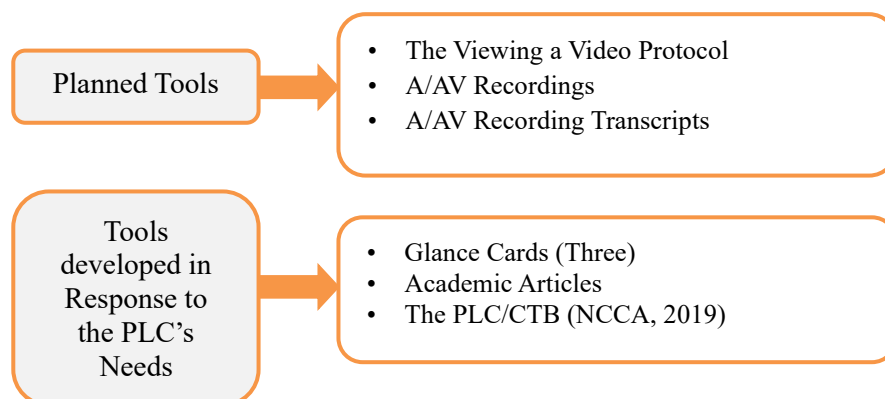 Planned Tools
• The Viewing a Video Protocol
• A/AV Recordings
• A/AV Recording Transcripts
Tools
developed in
Response to
the PLC’s
Needs
• Glance Cards (Three)
• Academic Articles
• The PLC/CTB (NCCA, 2019)